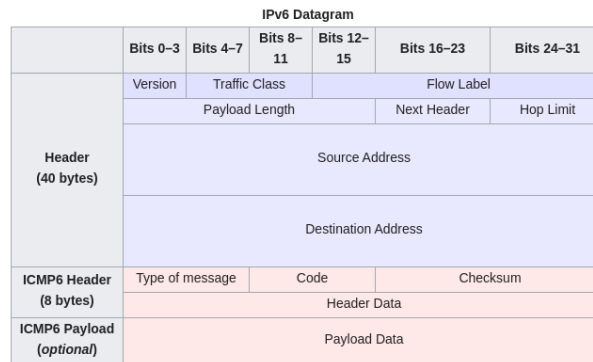 IPv6 Datagram
Bits 0–3 Bits 4–7 Bits 8–11 Bits 12–15 Bits 16–23 Bits 24–31
Header (40 bytes)
Version Traffic Class Flow Label
Payload Length Next Header Hop Limit
Source Address
Destination Address
ICMP6 Header (8 bytes)
Type of message Code Checksum
Header Data
ICMP6 Payload (optional)
Payload Data